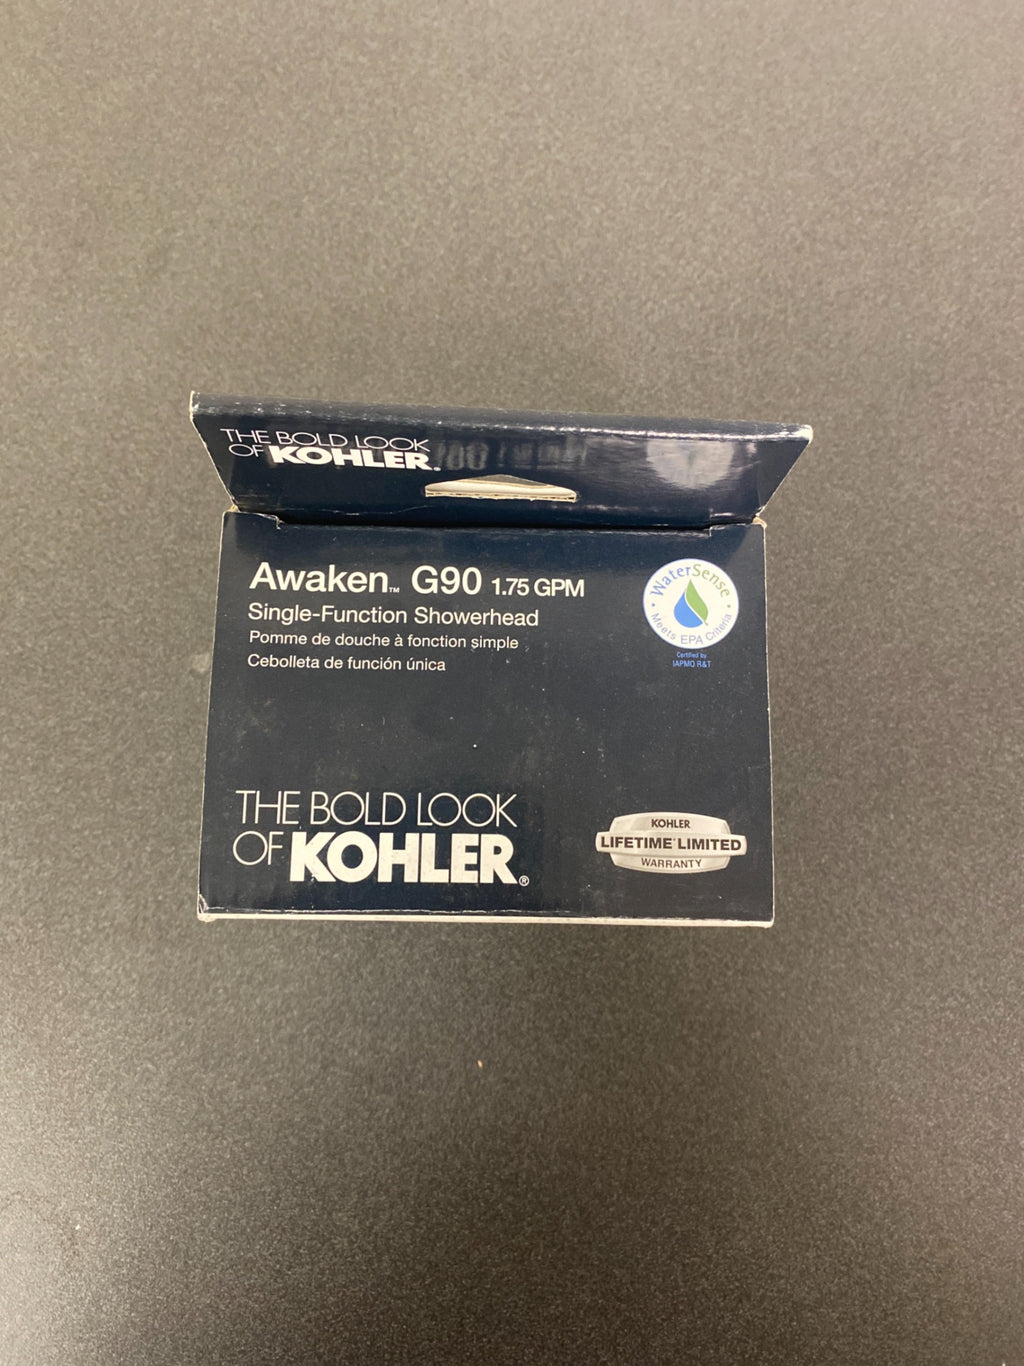 THE BOLD LOOK
OF KOHLER®
Awaken™ G90 1.75 GPM
Single-Function Showerhead
Pomme de douche à fonction simple
Cebolleta de función única
WaterSense
Meets EPA Criteria
Certified by
IAPMO R&T
THE BOLD LOOK
OF KOHLER®
KOHLER
LIFETIME* LIMITED
WARRANTY